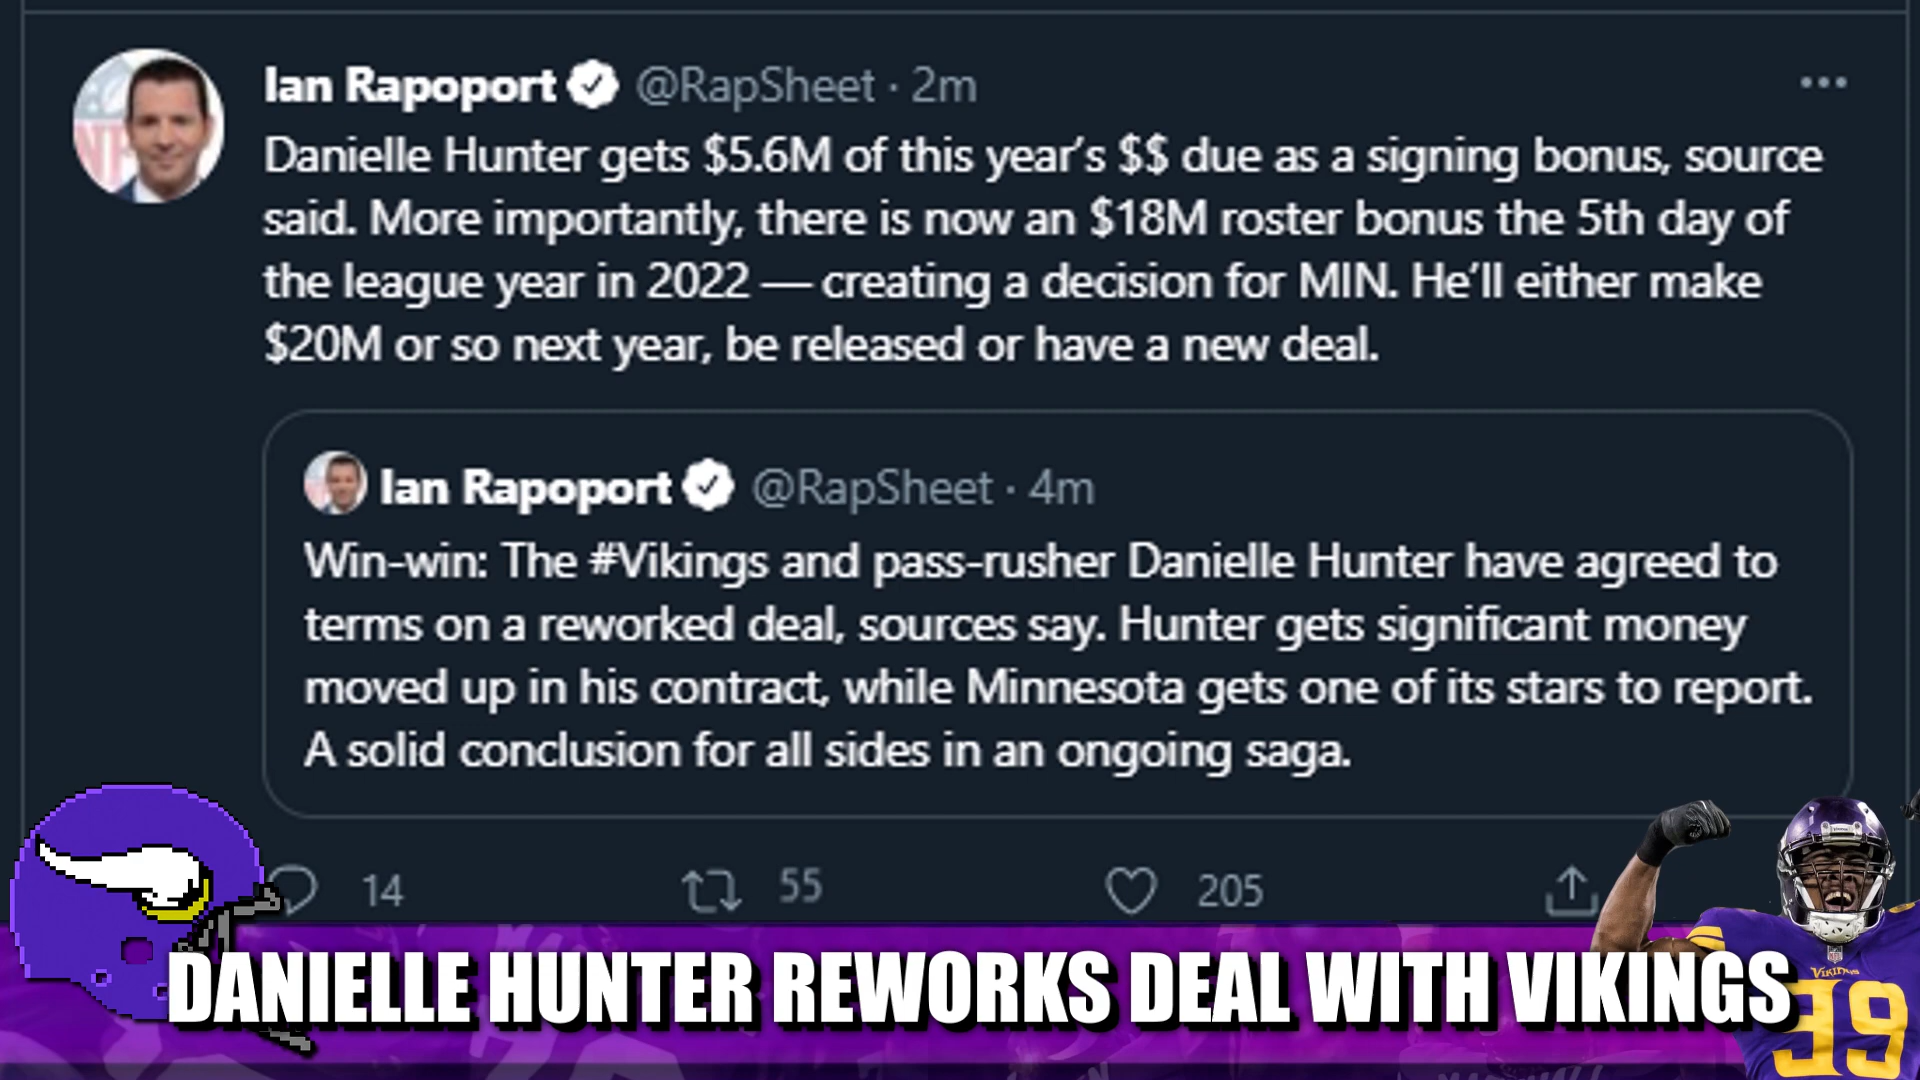 Ian Rapoport @RapSheet · 2m
Danielle Hunter gets $5.6M of this year's $$ due as a signing bonus, source
said. More importantly, there is now an $18M roster bonus the 5th day of
the league year in 2022 — creating a decision for MIN. He'll either make
$20M or so next year, be released or have a new deal.
Ian Rapoport @RapSheet · 4m
Win-win: The #Vikings and pass-rusher Danielle Hunter have agreed to
terms on a reworked deal, sources say. Hunter gets significant money
moved up in his contract, while Minnesota gets one of its stars to report.
A solid conclusion for all sides in an ongoing saga.
14 55 205
DANIELLE HUNTER REWORKS DEAL WITH VIKINGS
VIKINGS
99